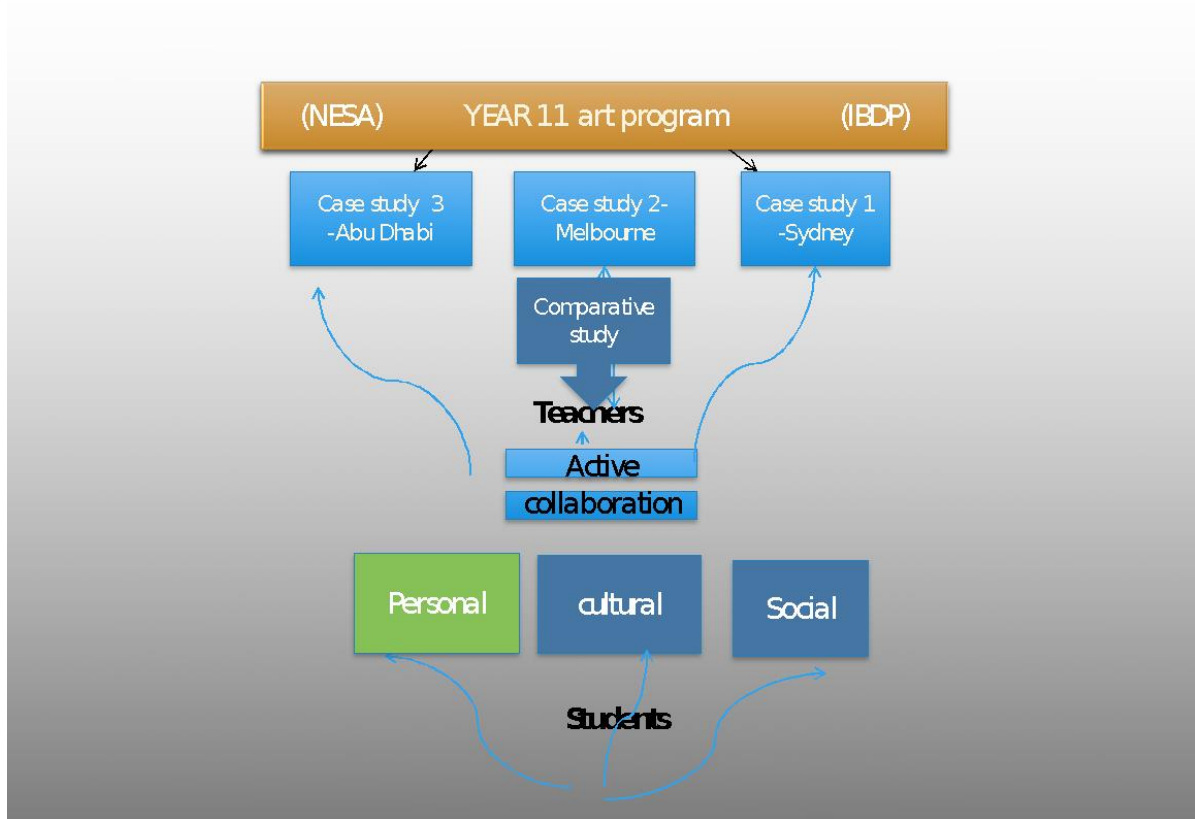 (NESA) YEAR 11 art program (IBDP)
Case study 3
-Abu Dhabi
Case study 2-
Melbourne
Case study 1
-Sydney
Comparative
study
Teachers
Active
collaboration
Personal
cultural
Social
Students